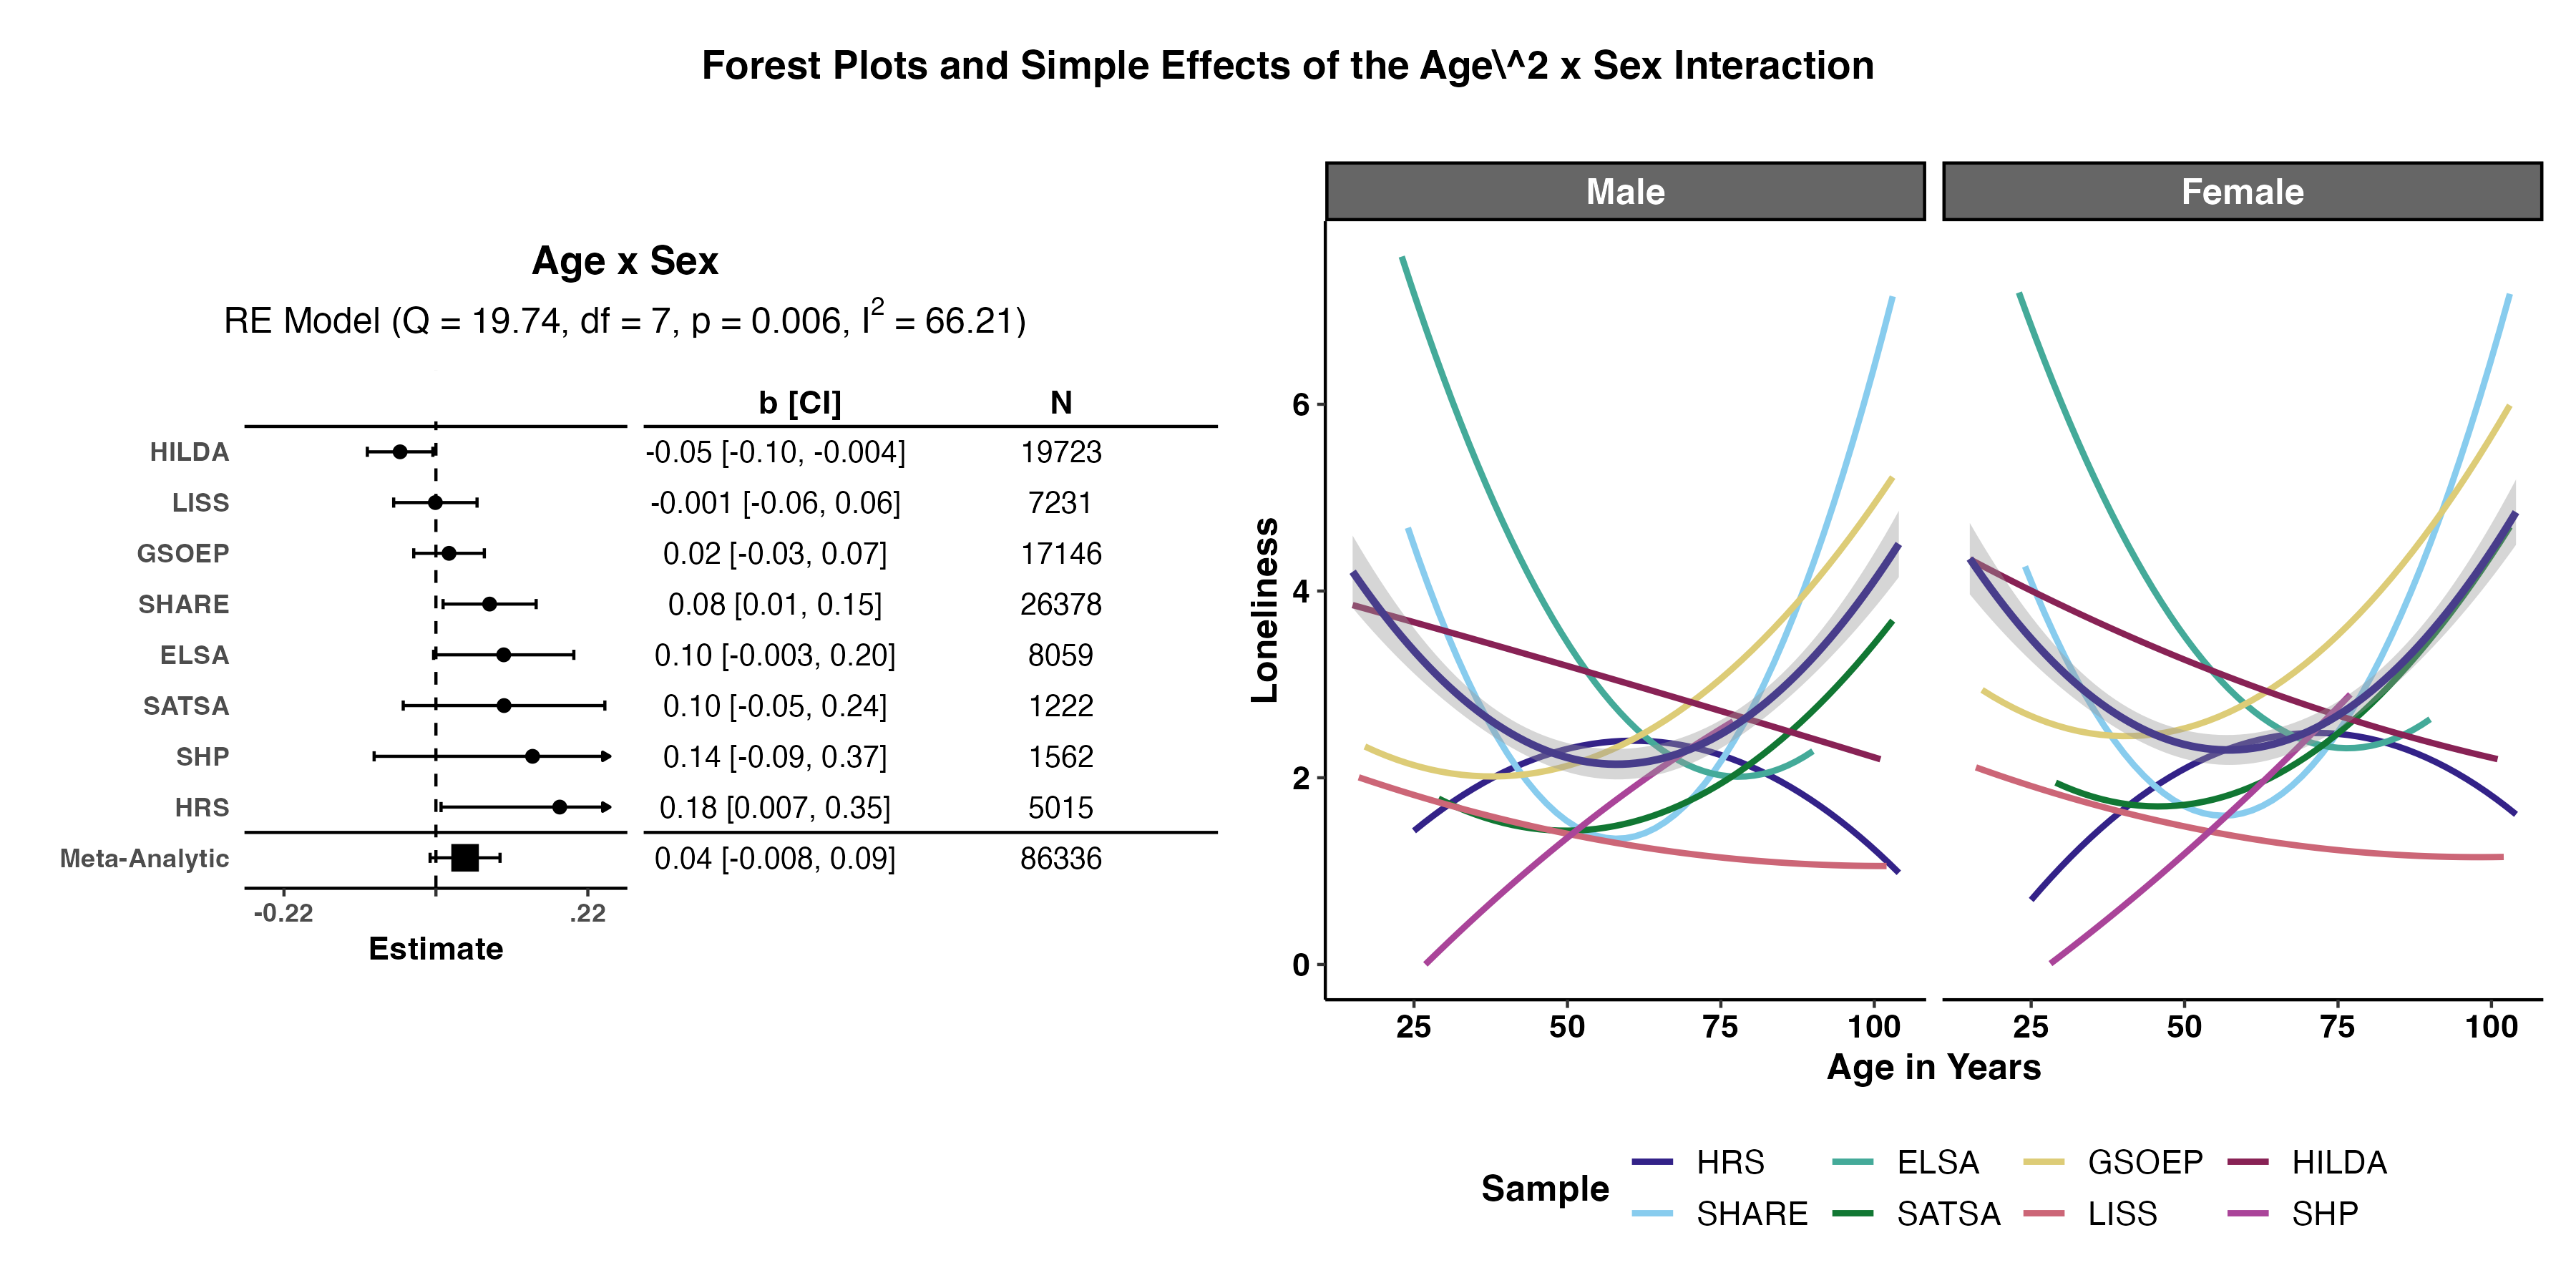 Forest Plots and Simple Effects of the Age\^2 x Sex Interaction
Age x Sex
RE Model (Q = 19.74, df = 7, p = 0.006, I² = 66.21)
b [CI] N
HILDA -0.05 [-0.10, -0.004] 19723
LISS -0.001 [-0.06, 0.06] 7231
GSOEP 0.02 [-0.03, 0.07] 17146
SHARE 0.08 [0.01, 0.15] 26378
ELSA 0.10 [-0.003, 0.20] 8059
SATSA 0.10 [-0.05, 0.24] 1222
SHP 0.14 [-0.09, 0.37] 1562
HRS 0.18 [0.007, 0.35] 5015
Meta-Analytic 0.04 [-0.008, 0.09] 86336
-0.22 .22
Estimate
Male Female
Loneliness
6
4
2
0
25 50 75 100 25 50 75 100
Age in Years
Sample
HRS ELSA GSOEP HILDA
SHARE SATSA LISS SHP